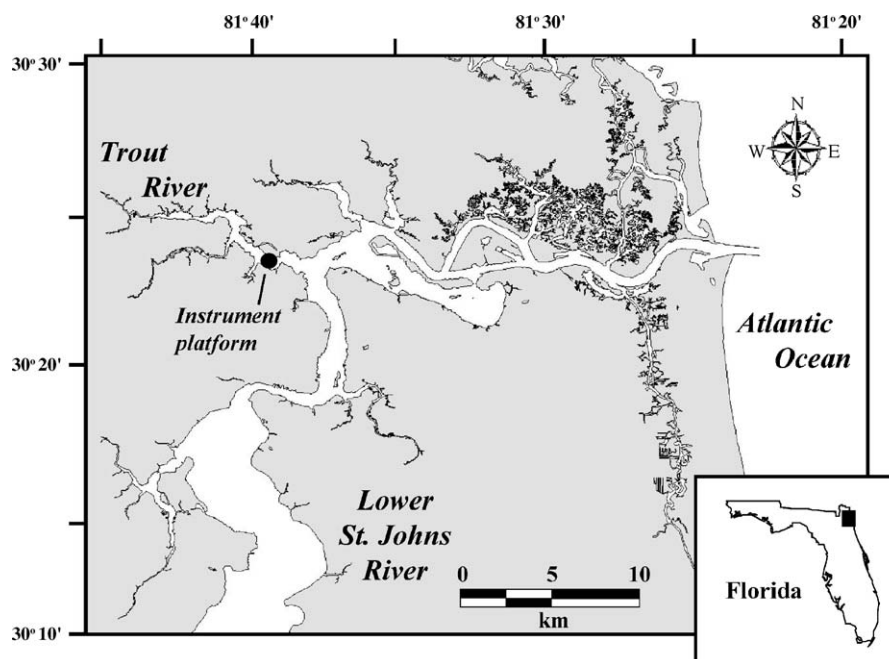 81°40'
81°30'
81°20'
30°30'
N
W
E
S
Trout
River
Instrument
platform
Atlantic
Ocean
30°20'
Lower
St. Johns
River
0
5
10
km
Florida
30°10'